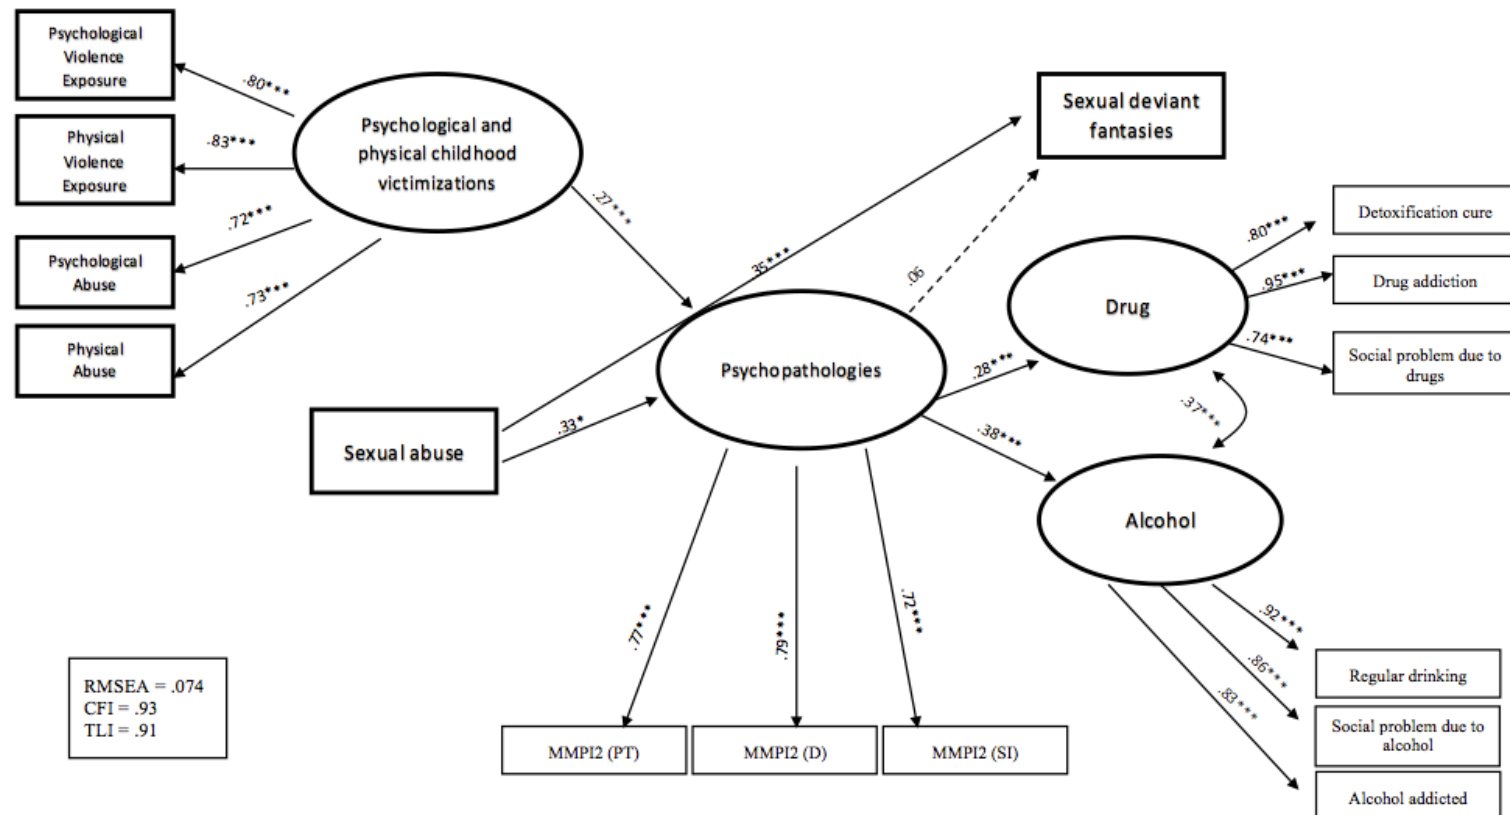 Psychological
Violence
Exposure
Physical
Violence
Exposure
Psychological
Abuse
Physical
Abuse
.80***
.83***
.72***
.73***
Psychological and
physical childhood
victimizations
.27***
Sexual abuse
.35***
.33*
Psychopathologies
.06
Sexual deviant
fantasies
.28***
.38***
Drug
.80***
.95***
.74***
Detoxification cure
Drug addiction
Social problem due to
drugs
.37***
Alcohol
.92***
.86***
.83***
Regular drinking
Social problem due to
alcohol
Alcohol addicted
.77***
.79***
.72***
MMPI2 (PT)
MMPI2 (D)
MMPI2 (SI)
RMSEA = .074
CFI = .93
TLI = .91